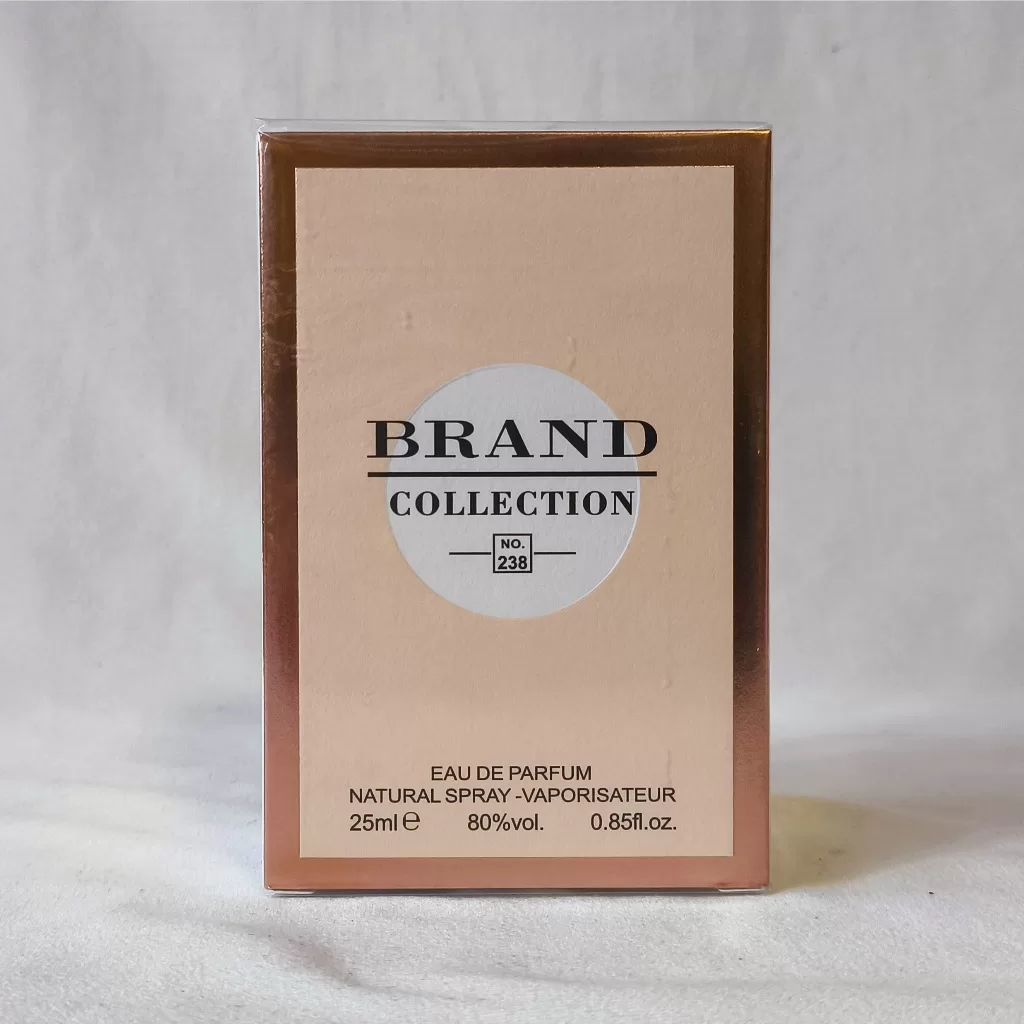 BRAND
COLLECTION
NO.
238
EAU DE PARFUM
NATURAL SPRAY -VAPORISATEUR
25ml ℮ 80%vol. 0.85fl.oz.